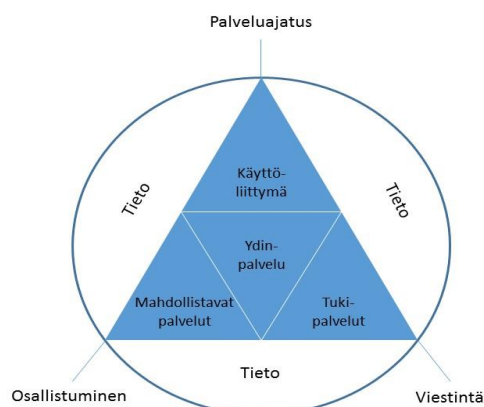 Palveluajatus
Käyttö-
liittymä
Tieto
Tieto
Ydin-
palvelu
Mahdollistavat
palvelut
Tuki-
palvelut
Tieto
Osallistuminen
Viestintä